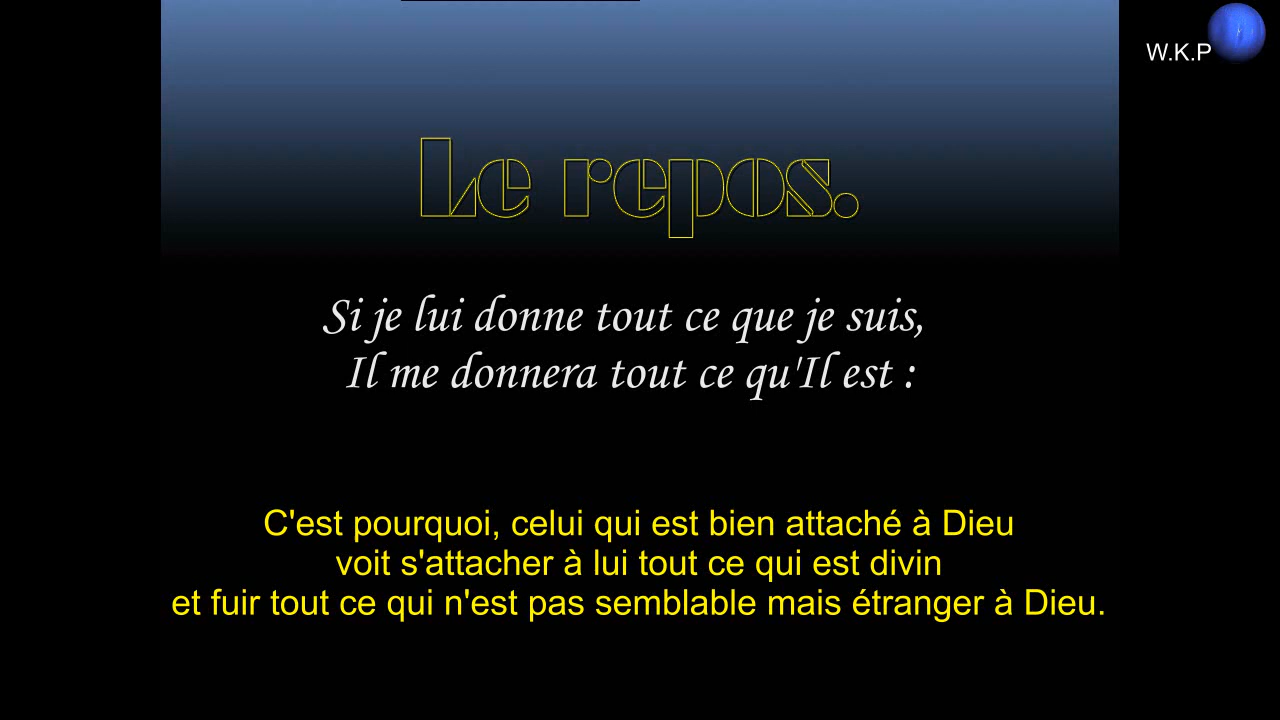 W.K.P
Le repos.
Si je lui donne tout ce que je suis,
Il me donnera tout ce qu'Il est :
C'est pourquoi, celui qui est bien attaché à Dieu
voit s'attacher à lui tout ce qui est divin
et fuir tout ce qui n'est pas semblable mais étranger à Dieu.